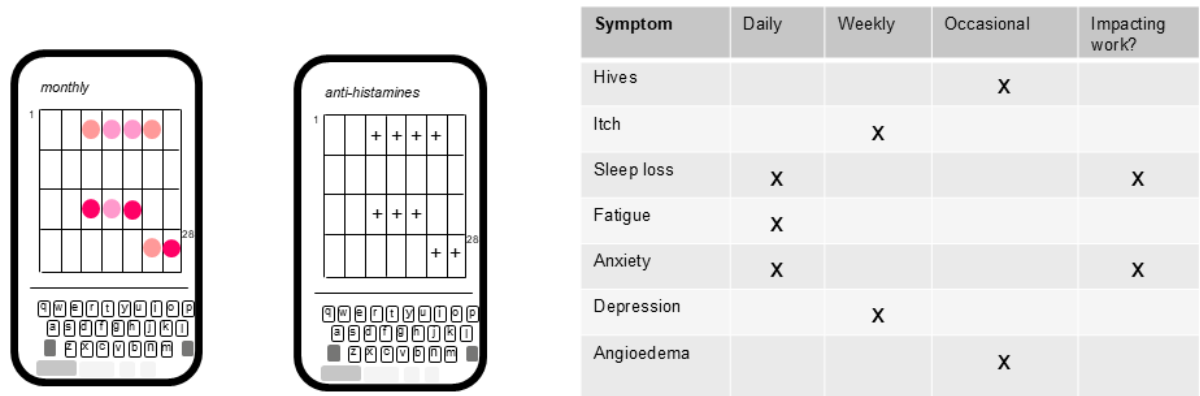 monthly
1
28
q w e r t y u i o p
a s d f g h j k l
z x c v b n m
anti-histamines
1
+ + + +
+ + +
+ +
28
q w e r t y u i o p
a s d f g h j k l
z x c v b n m
Symptom Daily Weekly Occasional Impacting work?
Hives X
Itch X
Sleep loss X X
Fatigue X
Anxiety X X
Depression X
Angioedema X